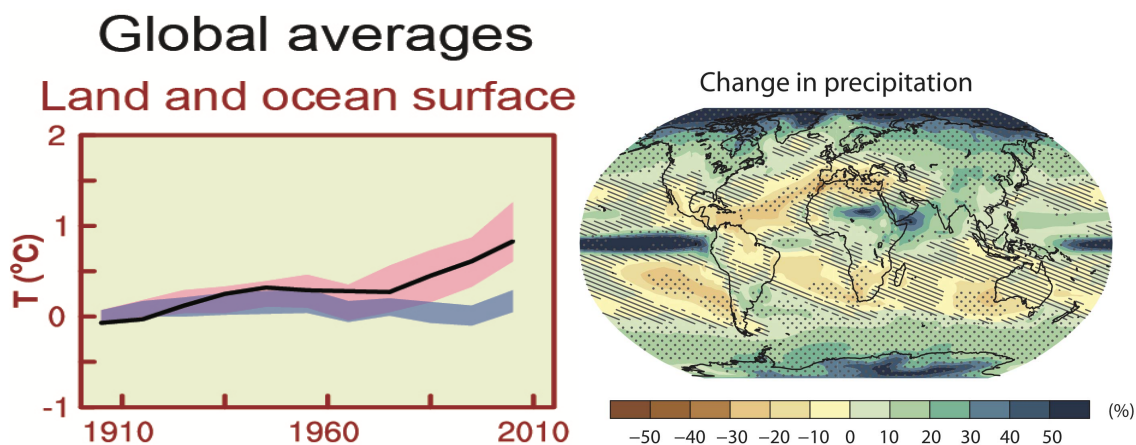 Global averages
Land and ocean surface
2
1
0
-1
T (ºC)
1910
1960
2010
Change in precipitation
(%)
−50 −40 −30 −20 −10 0 10 20 30 40 50